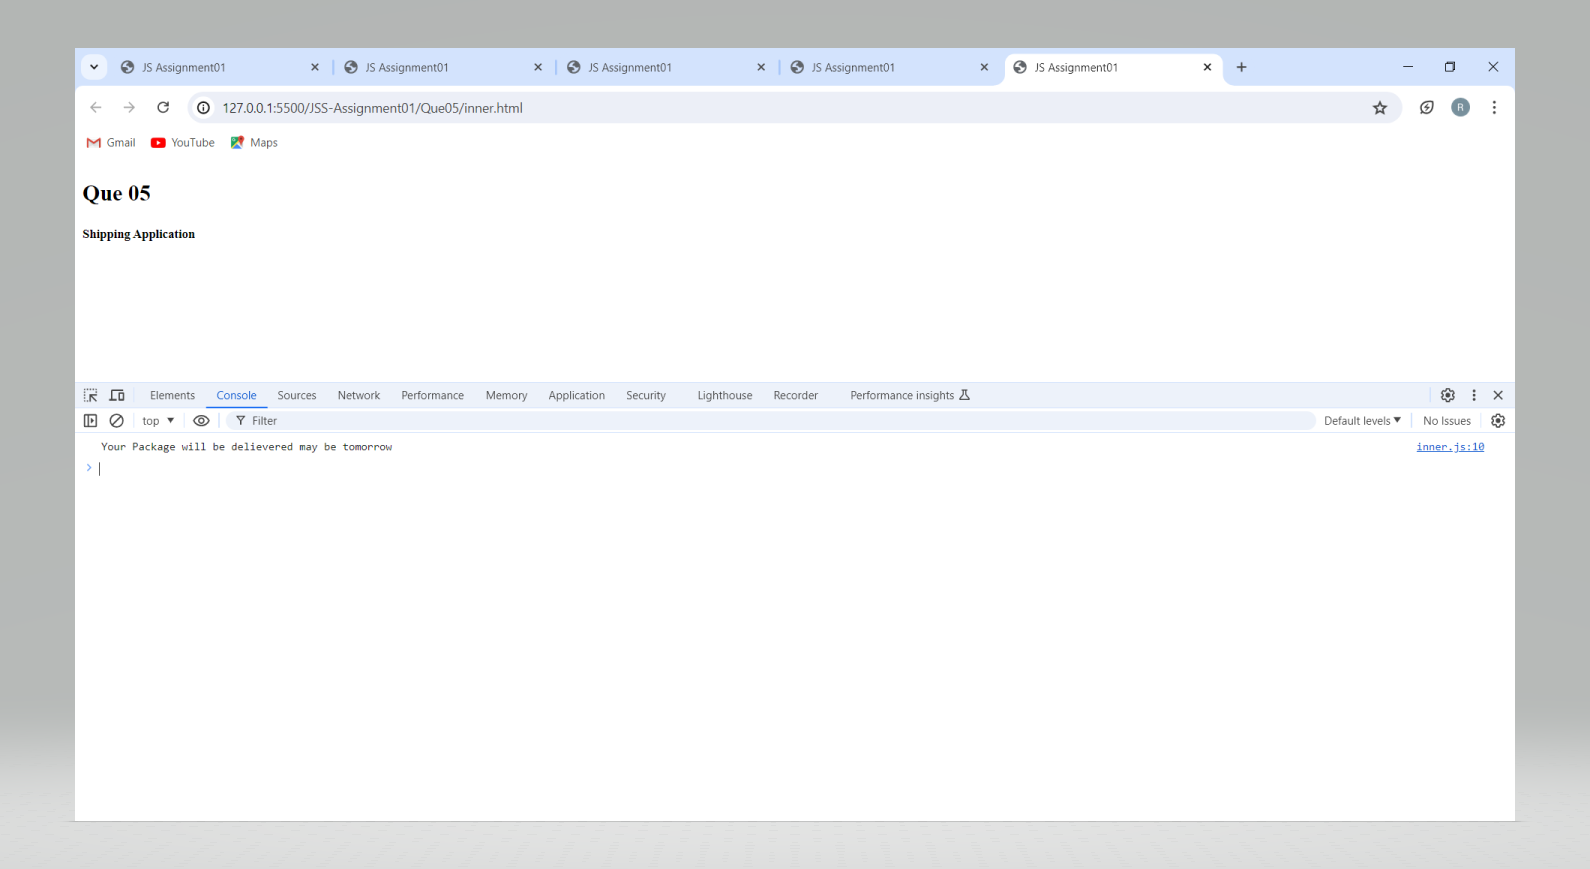 JS Assignment01 JS Assignment01 JS Assignment01 JS Assignment01 JS Assignment01
127.0.0.1:5500/JSS-Assignment01/Que05/inner.html R
Gmail YouTube Maps
Que 05
Shipping Application
Elements Console Sources Network Performance Memory Application Security Lighthouse Recorder Performance insights
top Filter Default levels No Issues
Your Package will be delievered may be tomorrow inner.js:10
>